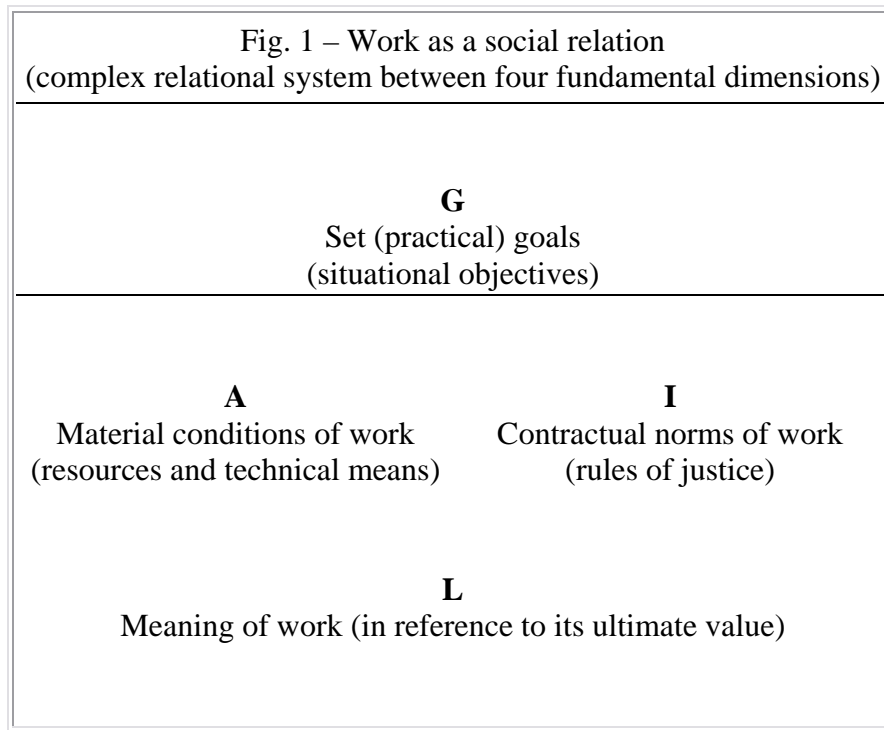 Fig. 1 – Work as a social relation
(complex relational system between four fundamental dimensions)
G
Set (practical) goals
(situational objectives)
A
I
Material conditions of work
Contractual norms of work
(resources and technical means)
(rules of justice)
L
Meaning of work (in reference to its ultimate value)